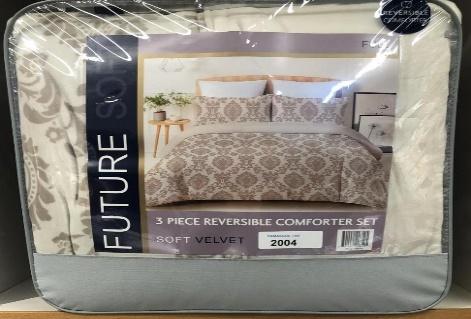 REVERSIBLE
COMFORTER
FUTURE
3 PIECE REVERSIBLE COMFORTER SET
SOFT VELVET
2004